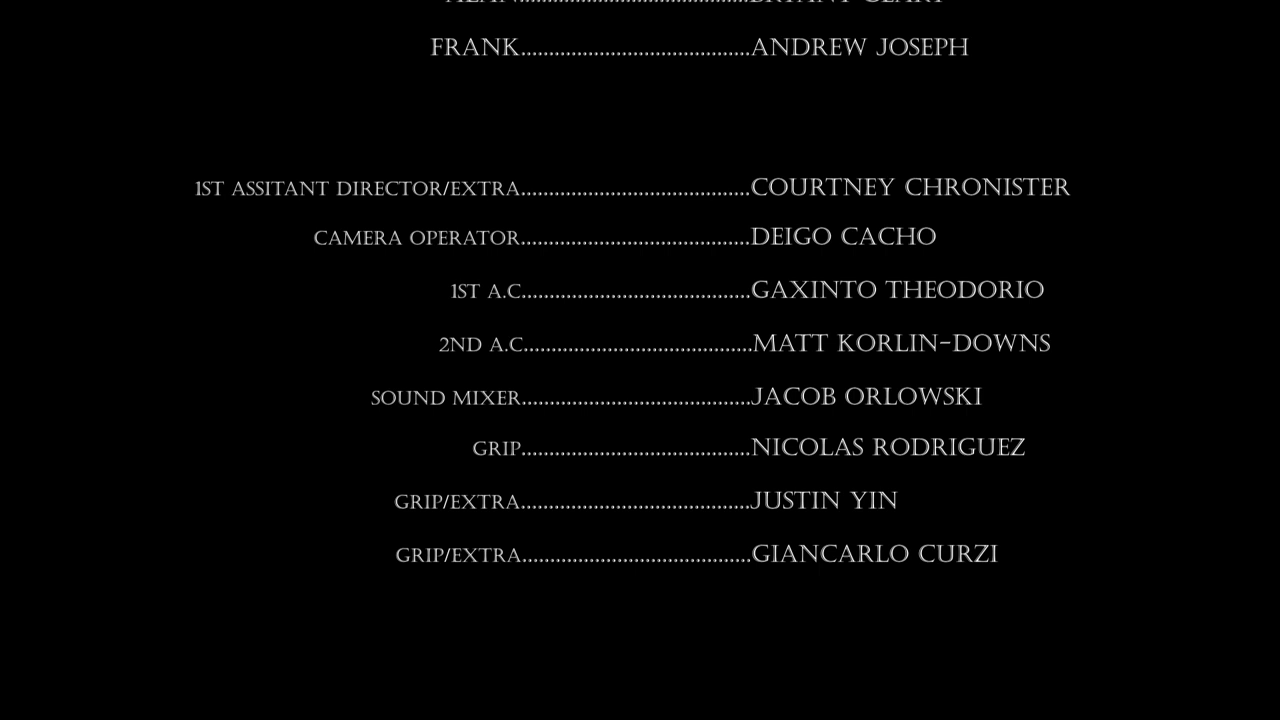 FRANK.........................................ANDREW JOSEPH
1ST ASSITANT DIRECTOR/EXTRA.........................................COURTNEY CHRONISTER
CAMERA OPERATOR.........................................DEIGO CACHO
1ST A.C.........................................GAXINTO THEODORIO
2ND A.C.........................................MATT KORLIN-DOWNS
SOUND MIXER.........................................JACOB ORLOWSKI
GRIP.........................................NICOLAS RODRIGUEZ
GRIP/EXTRA.........................................JUSTIN YIN
GRIP/EXTRA.........................................GIANCARLO CURZI